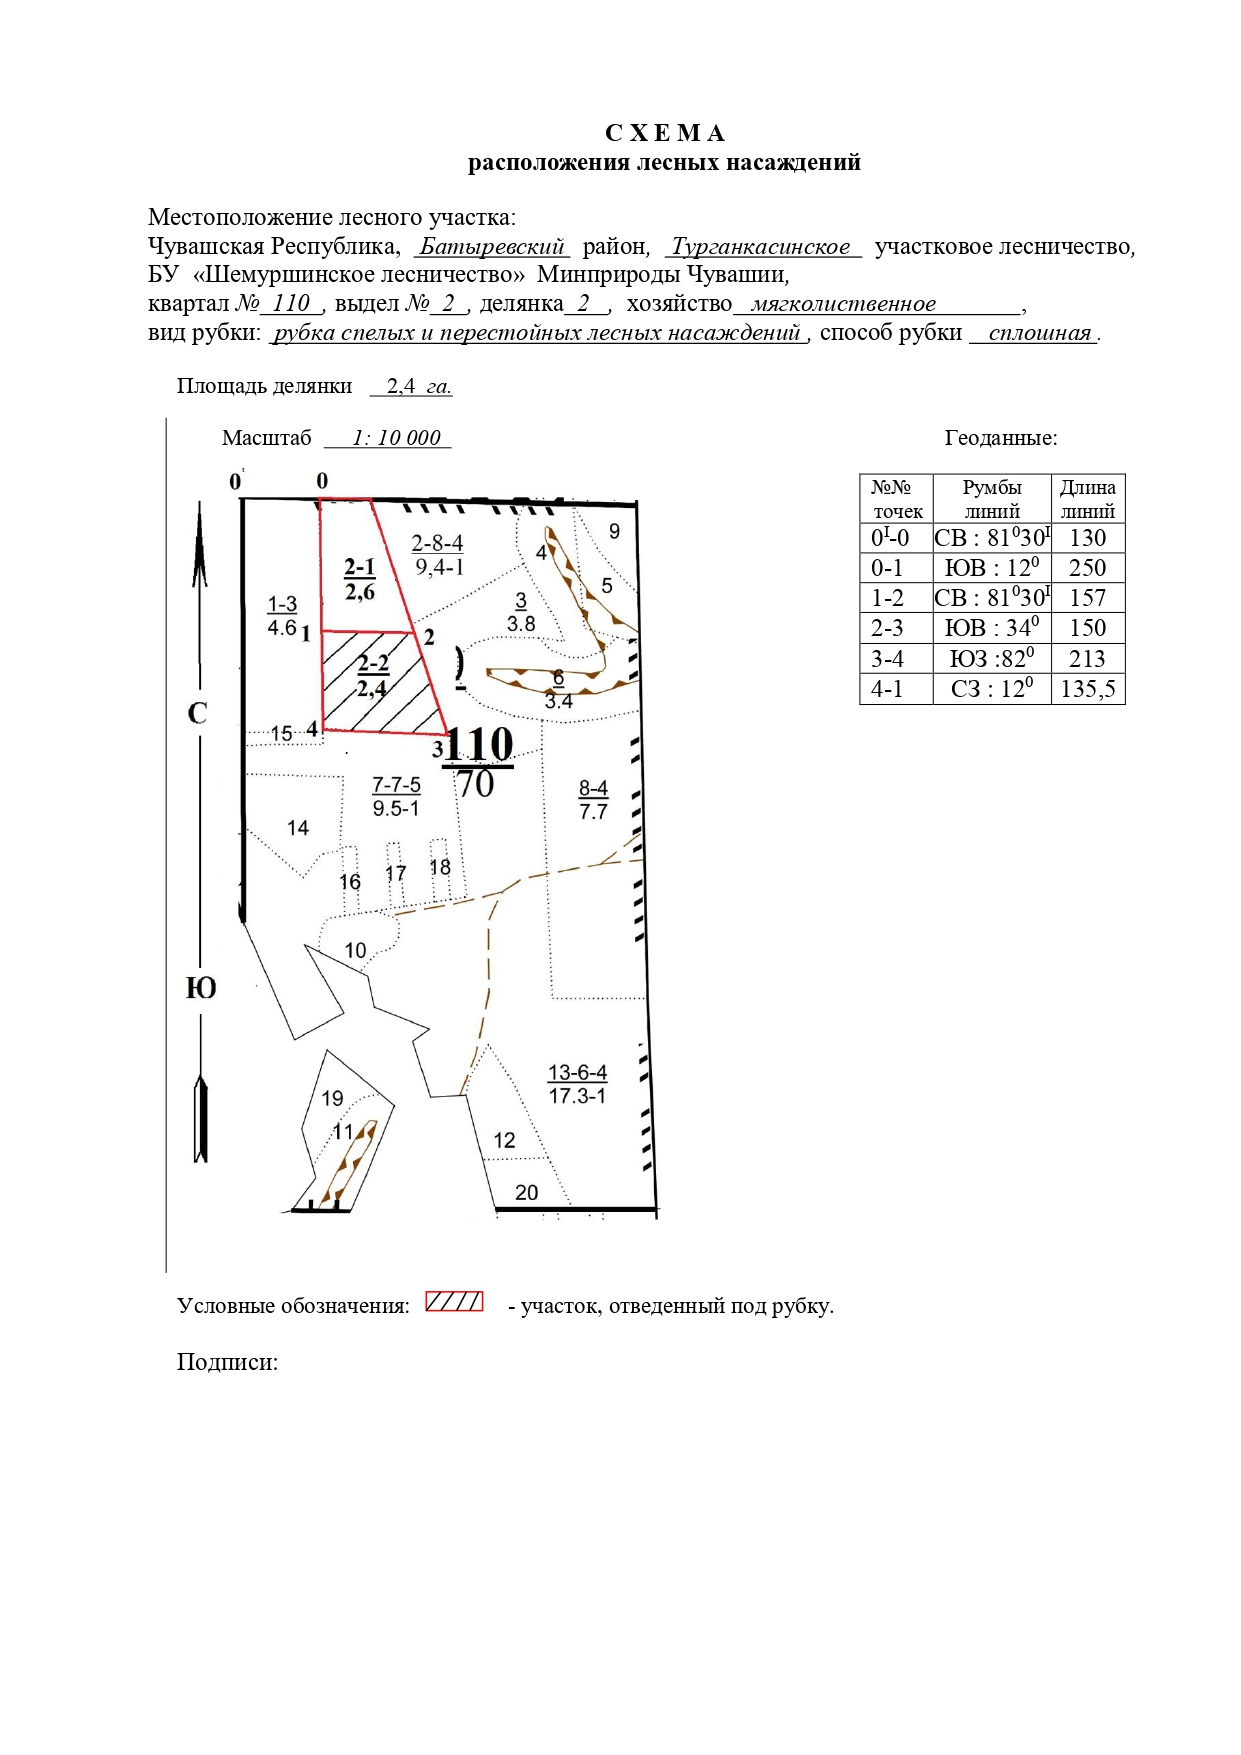 С Х Е М А
расположения лесных насаждений
Местоположение лесного участка:
Чувашская Республика, Батыревский район, Турганкасинское участковое лесничество,
БУ «Шемуршинское лесничество» Минприроды Чувашии,
квартал № 110 , выдел № 2 , делянка 2 , хозяйство мягколиственное ,
вид рубки: рубка спелых и перестойных лесных насаждений , способ рубки сплошная .
Площадь делянки 2,4 га.
Масштаб 1: 10 000
Геоданные:
№№ точек Румбы линий Длина линий
0ᴵ-0 СВ : 81⁰30ᴵ 130
0-1 ЮВ : 12⁰ 250
1-2 СВ : 81⁰30ᴵ 157
2-3 ЮВ : 34⁰ 150
3-4 ЮЗ :82⁰ 213
4-1 СЗ : 12⁰ 135,5
0ᴵ 0
9
2-8-4
9,4-1
4
2-1
2,6
5
1-3
4.6
3
3.8
1
2
2-2
2,4
6
3.4
С
15
4
3
110
70
7-7-5
9.5-1
8-4
7.7
14
16
17
18
10
Ю
13-6-4
17.3-1
19
11
12
20
Условные обозначения: - участок, отведенный под рубку.
Подписи: